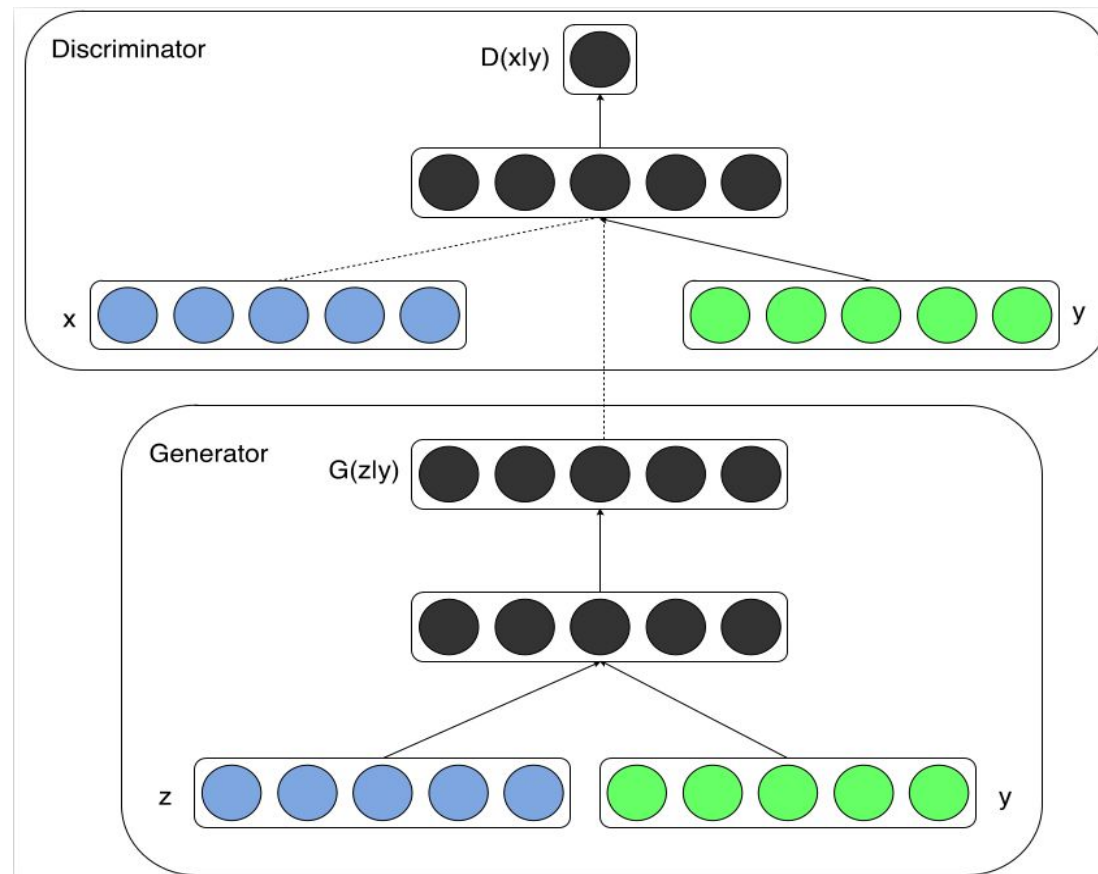 Discriminator
D(x|y)
x
y
Generator
G(z|y)
z
y